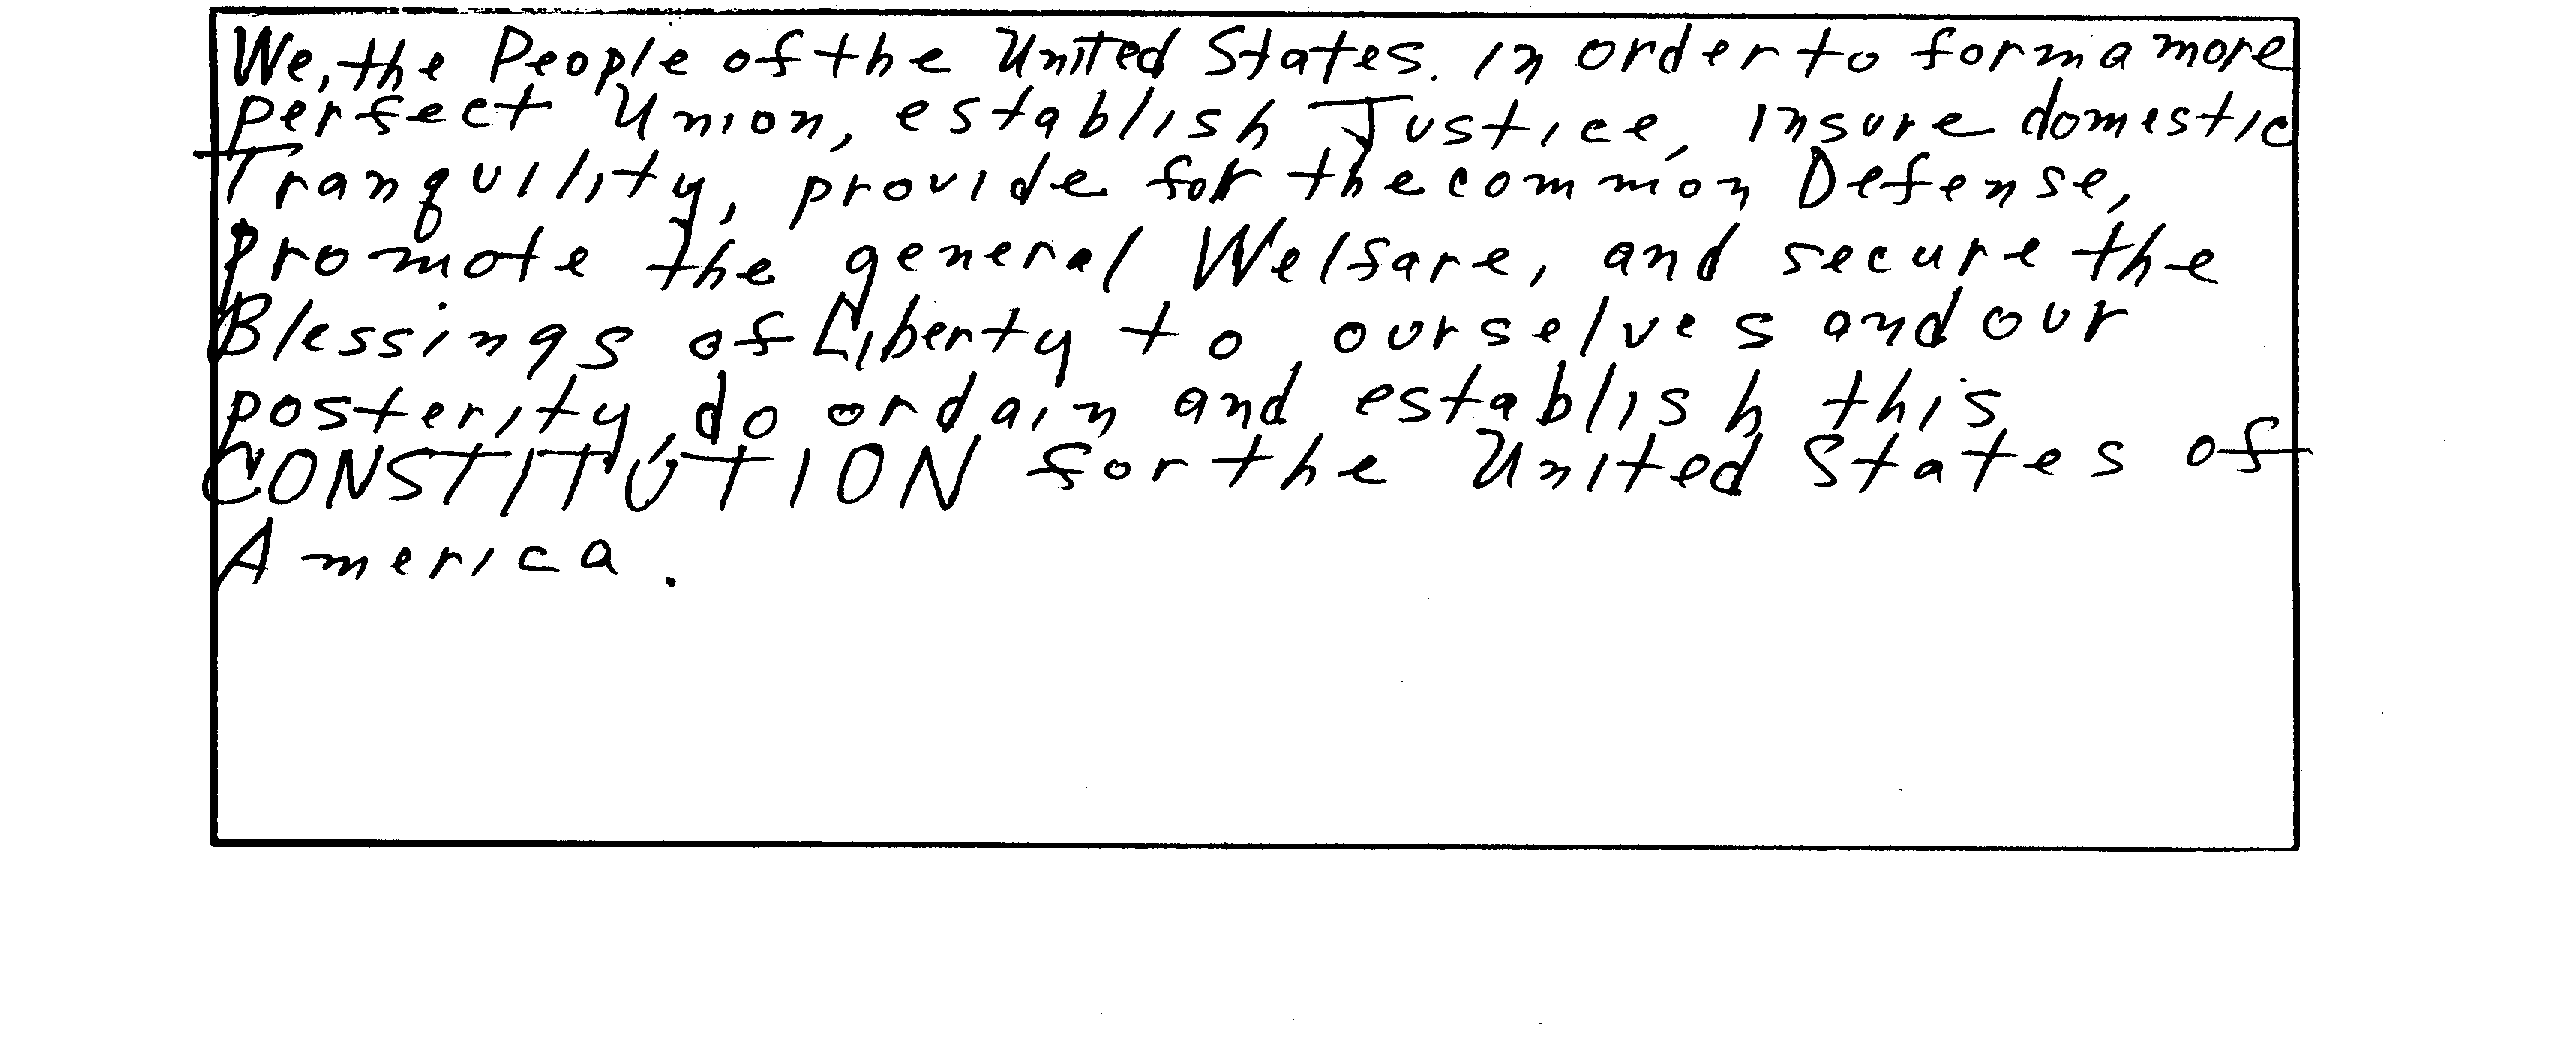 We, the People of the United States. in order to form a more
perfect Union, establish Justice, insure domestic
Tranquility, provide for the common Defense,
Promote the general Welfare, and secure the
Blessings of Liberty to ourselves and our
posterity, do ordain and establish this
CONSTITUTION for the United States of
America.